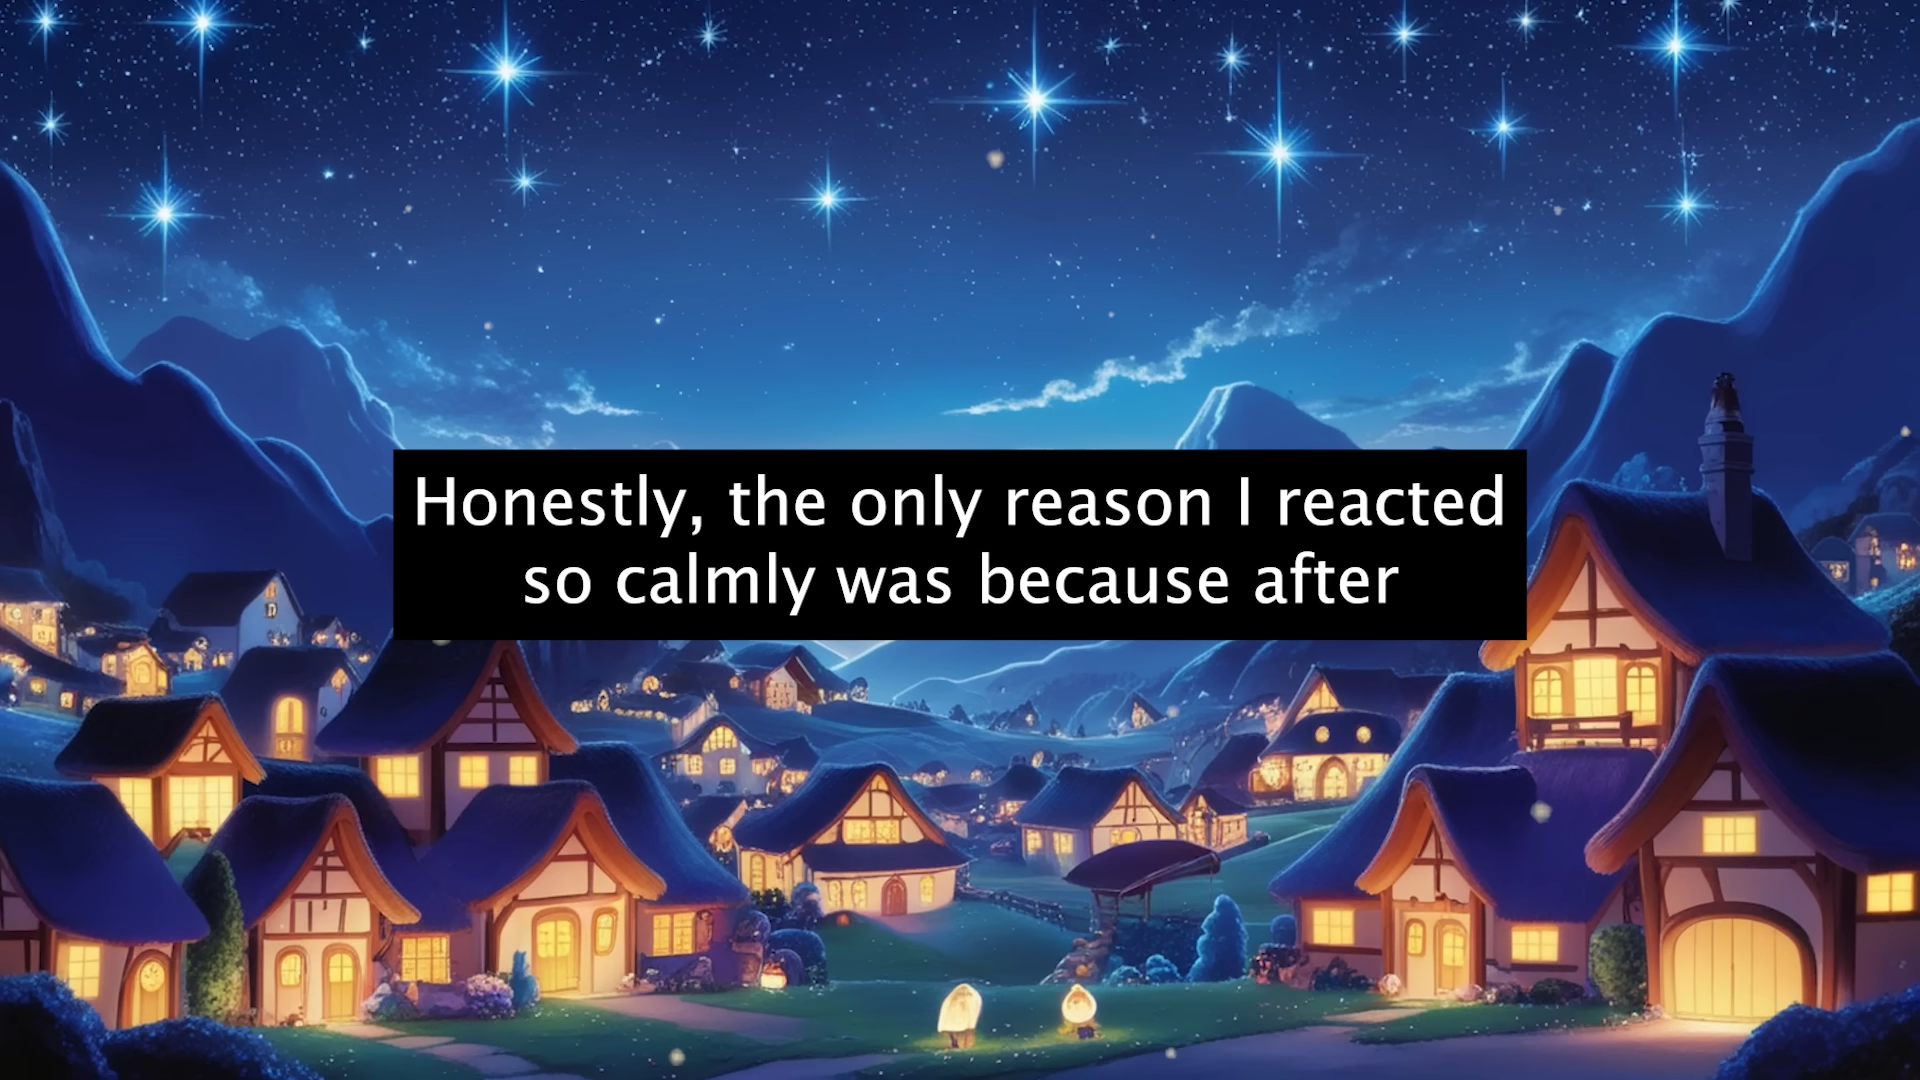 Honestly, the only reason I reacted
so calmly was because after